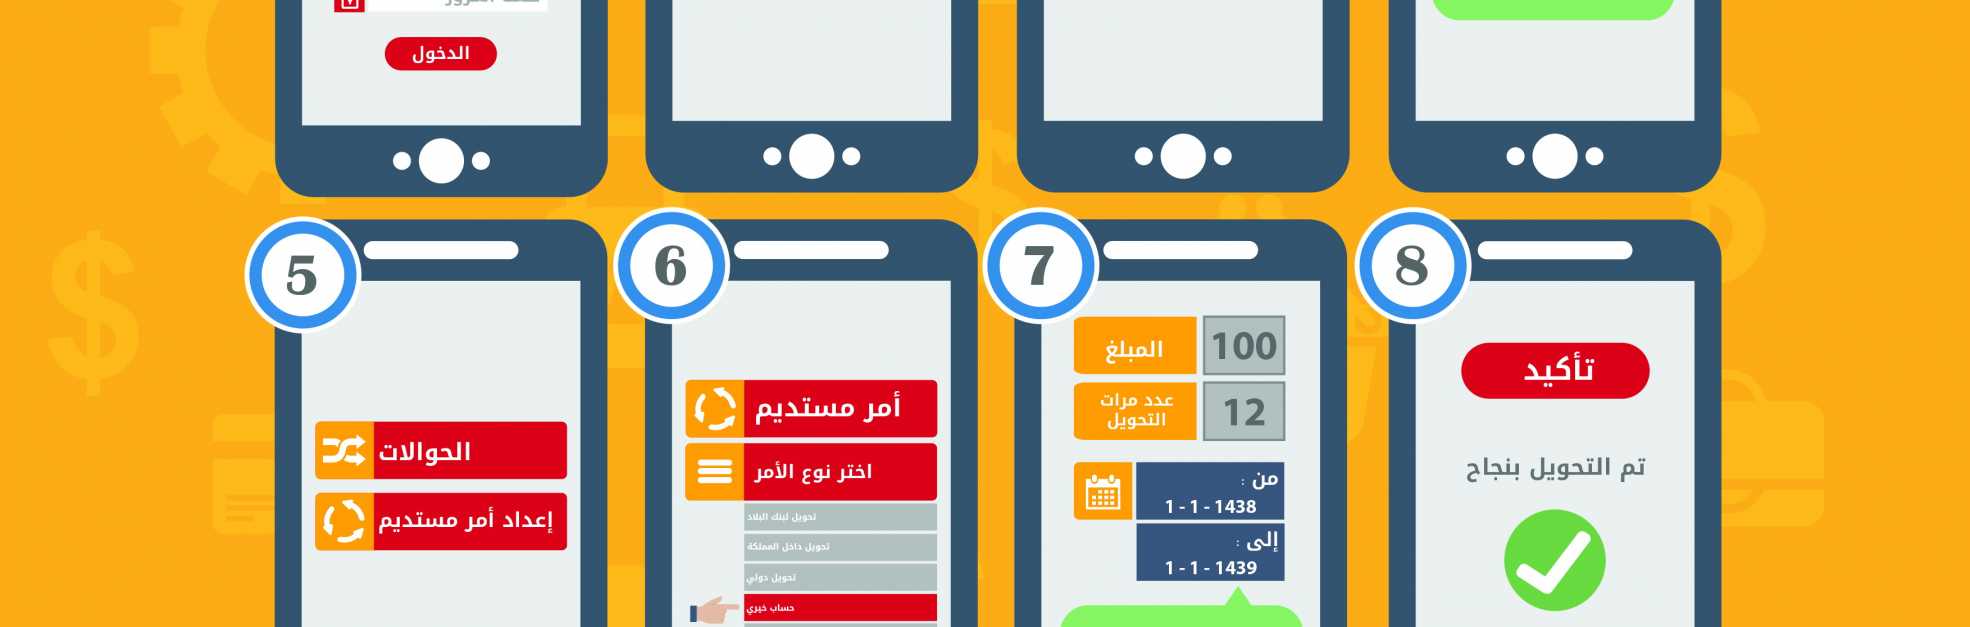 الدخول
5
الحوالات
إعداد أمر مستديم
6
أمر مستديم
اختر نوع الأمر
تحويل لبنك البلاد
تحويل داخل المملكة
تحويل دولي
حساب خيري
7
المبلغ 100
عدد مرات
التحويل
12
من :
1 - 1 - 1438
إلى :
1 - 1 - 1439
8
تأكيد
تم التحويل بنجاح